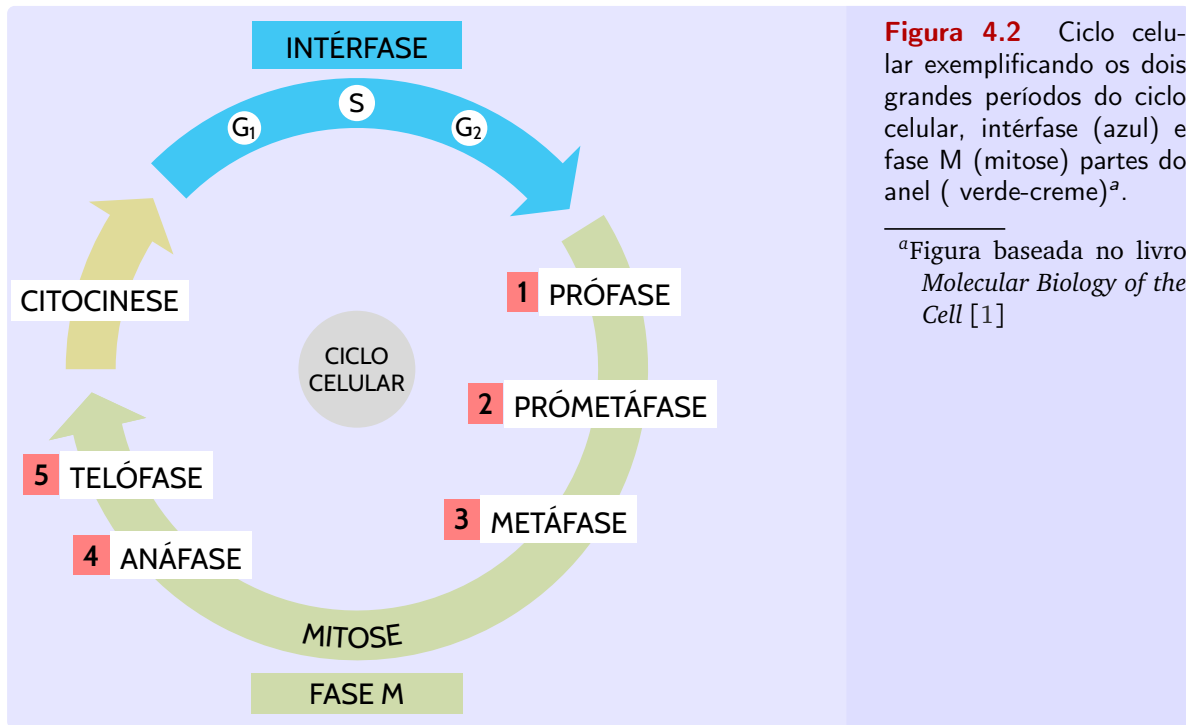 INTÉRFASE
G₁
S
G₂
1 PRÓFASE
2 PRÓMETÁFASE
3 METÁFASE
4 ANÁFASE
5 TELÓFASE
CITOCINESE
CICLO
CELULAR
MITOSE
FASE M
Figura 4.2 Ciclo celu-
lar exemplificando os dois
grandes períodos do ciclo
celular, intérfase (azul) e
fase M (mitose) partes do
anel ( verde-creme)ᵃ.
ᵃFigura baseada no livro
Molecular Biology of the
Cell [1]